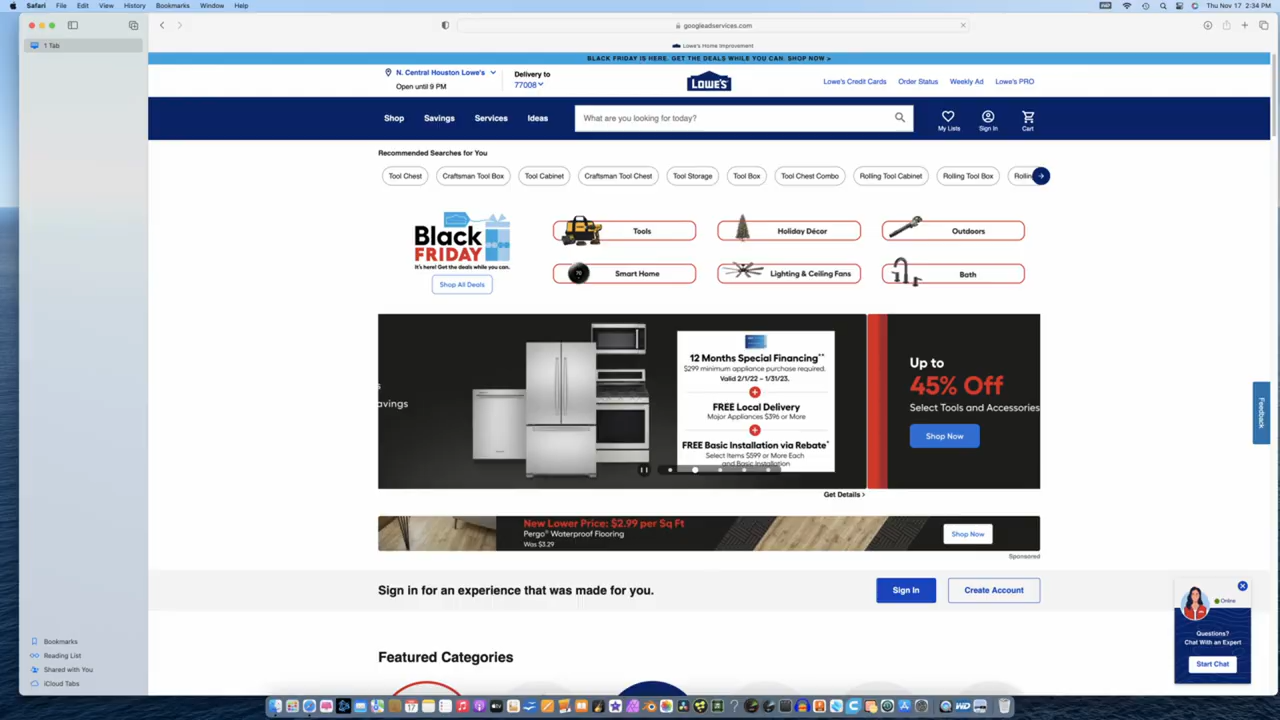 Safari File Edit View History Bookmarks Window Help
Thu Nov 17 2:34 PM
googleadservices.com
1 Tab
Lowe's Home Improvement
BLACK FRIDAY IS HERE. GET THE DEALS WHILE YOU CAN. SHOP NOW >
N. Central Houston Lowe's
Open until 9 PM
Delivery to
77008
LOWE'S
Lowe's Credit Cards Order Status Weekly Ad Lowe's PRO
Shop Savings Services Ideas
What are you looking for today?
My Lists Sign In Cart
Recommended Searches for You
Tool Chest Craftsman Tool Box Tool Cabinet Craftsman Tool Chest Tool Storage Tool Box Tool Chest Combo Rolling Tool Cabinet Rolling Tool Box Rollin
Black
FRIDAY
It's here! Get the deals while you can.
Shop All Deals
Tools Holiday Décor Outdoors
Smart Home Lighting & Ceiling Fans Bath
s
avings
12 Months Special Financing**
$299 minimum appliance purchase required.
Valid 2/1/22 – 1/31/23.
FREE Local Delivery
Major Appliances $396 or More
FREE Basic Installation via Rebate*
Select Items $599 or More Each
and Basic Installation
Up to
45% Off
Select Tools and Accessories
Shop Now
Get Details >
New Lower Price: $2.99 per Sq Ft
Pergo® Waterproof Flooring
Was $3.29
Shop Now
Sponsored
Feedback
Sign in for an experience that was made for you.
Sign In Create Account
Online
Questions?
Chat With an Expert
Start Chat
Featured Categories
Bookmarks
Reading List
Shared with You
iCloud Tabs